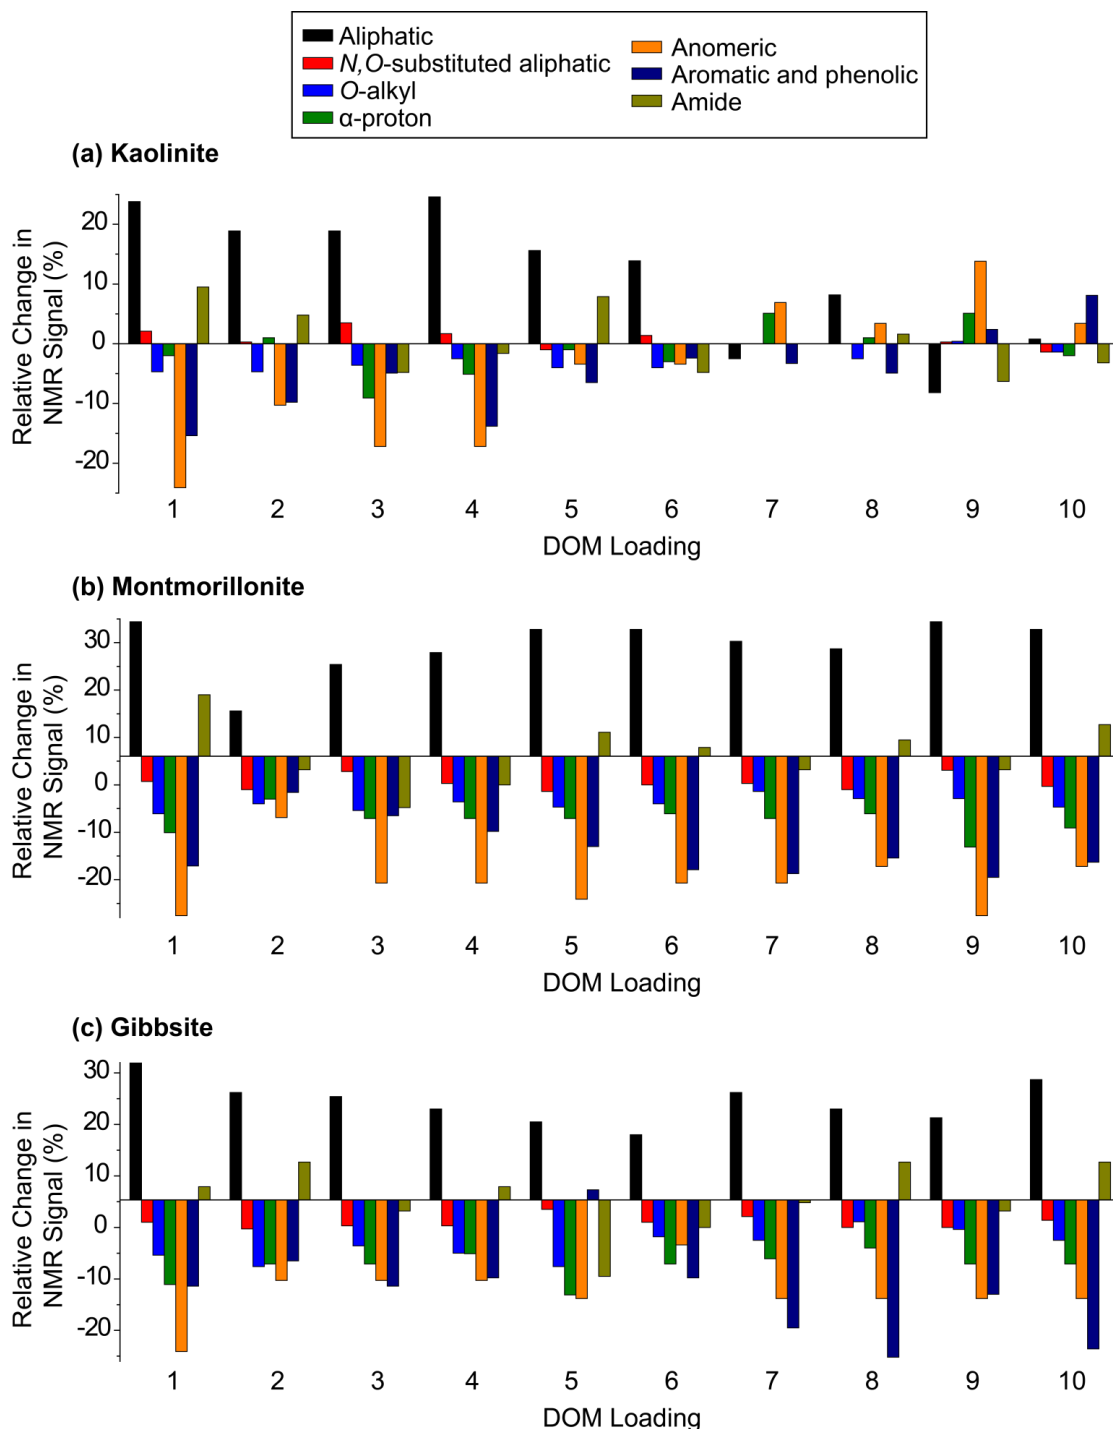 Aliphatic
N,O-substituted aliphatic
O-alkyl
α-proton
Anomeric
Aromatic and phenolic
Amide
(a) Kaolinite
Relative Change in
NMR Signal (%)
20
10
0
-10
-20
1 2 3 4 5 6 7 8 9 10
DOM Loading
(b) Montmorillonite
Relative Change in
NMR Signal (%)
30
20
10
0
-10
-20
1 2 3 4 5 6 7 8 9 10
DOM Loading
(c) Gibbsite
Relative Change in
NMR Signal (%)
30
20
10
0
-10
-20
1 2 3 4 5 6 7 8 9 10
DOM Loading